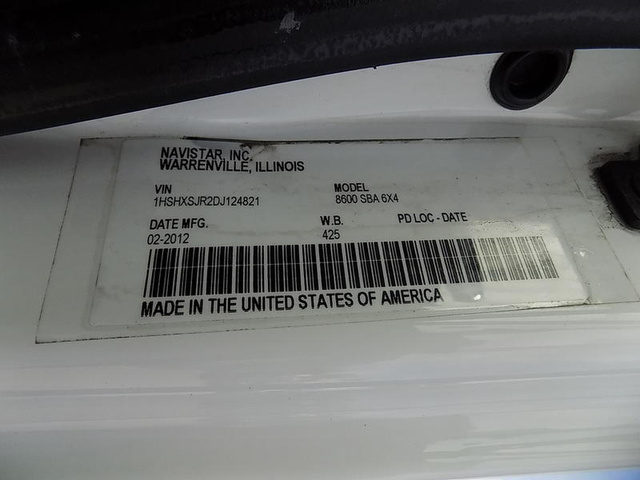 NAVISTAR, INC.
WARRENVILLE, ILLINOIS
VIN MODEL
1HSHXSJR2DJ124821 8600 SBA 6X4
DATE MFG. W.B. PD LOC - DATE
02-2012 425
MADE IN THE UNITED STATES OF AMERICA